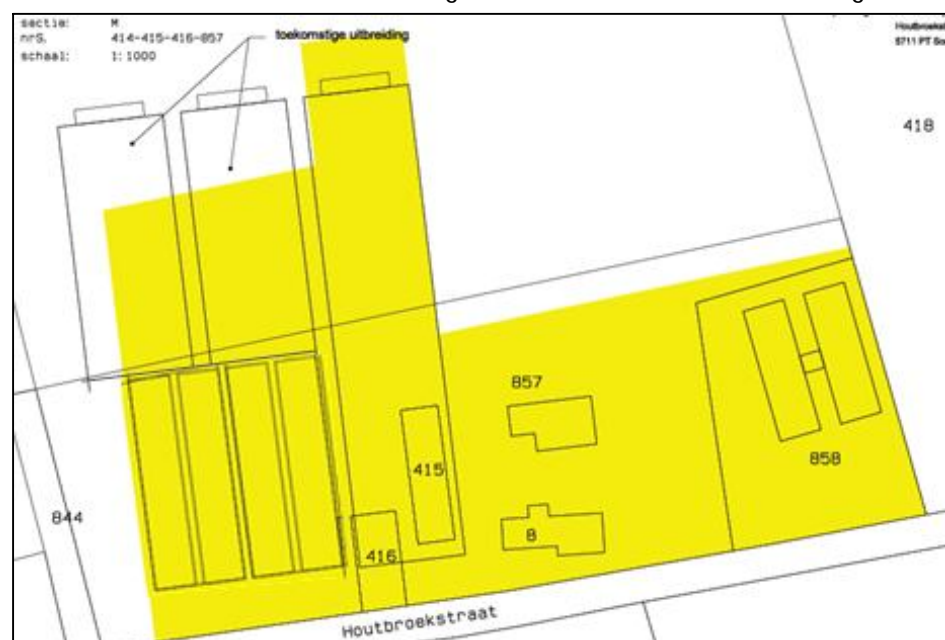 sectie: M
nrs. 414-415-416-857
schaal: 1:1000
toekomstige uitbreiding
418
857
415
858
844
8
416
Houtbroekstraat